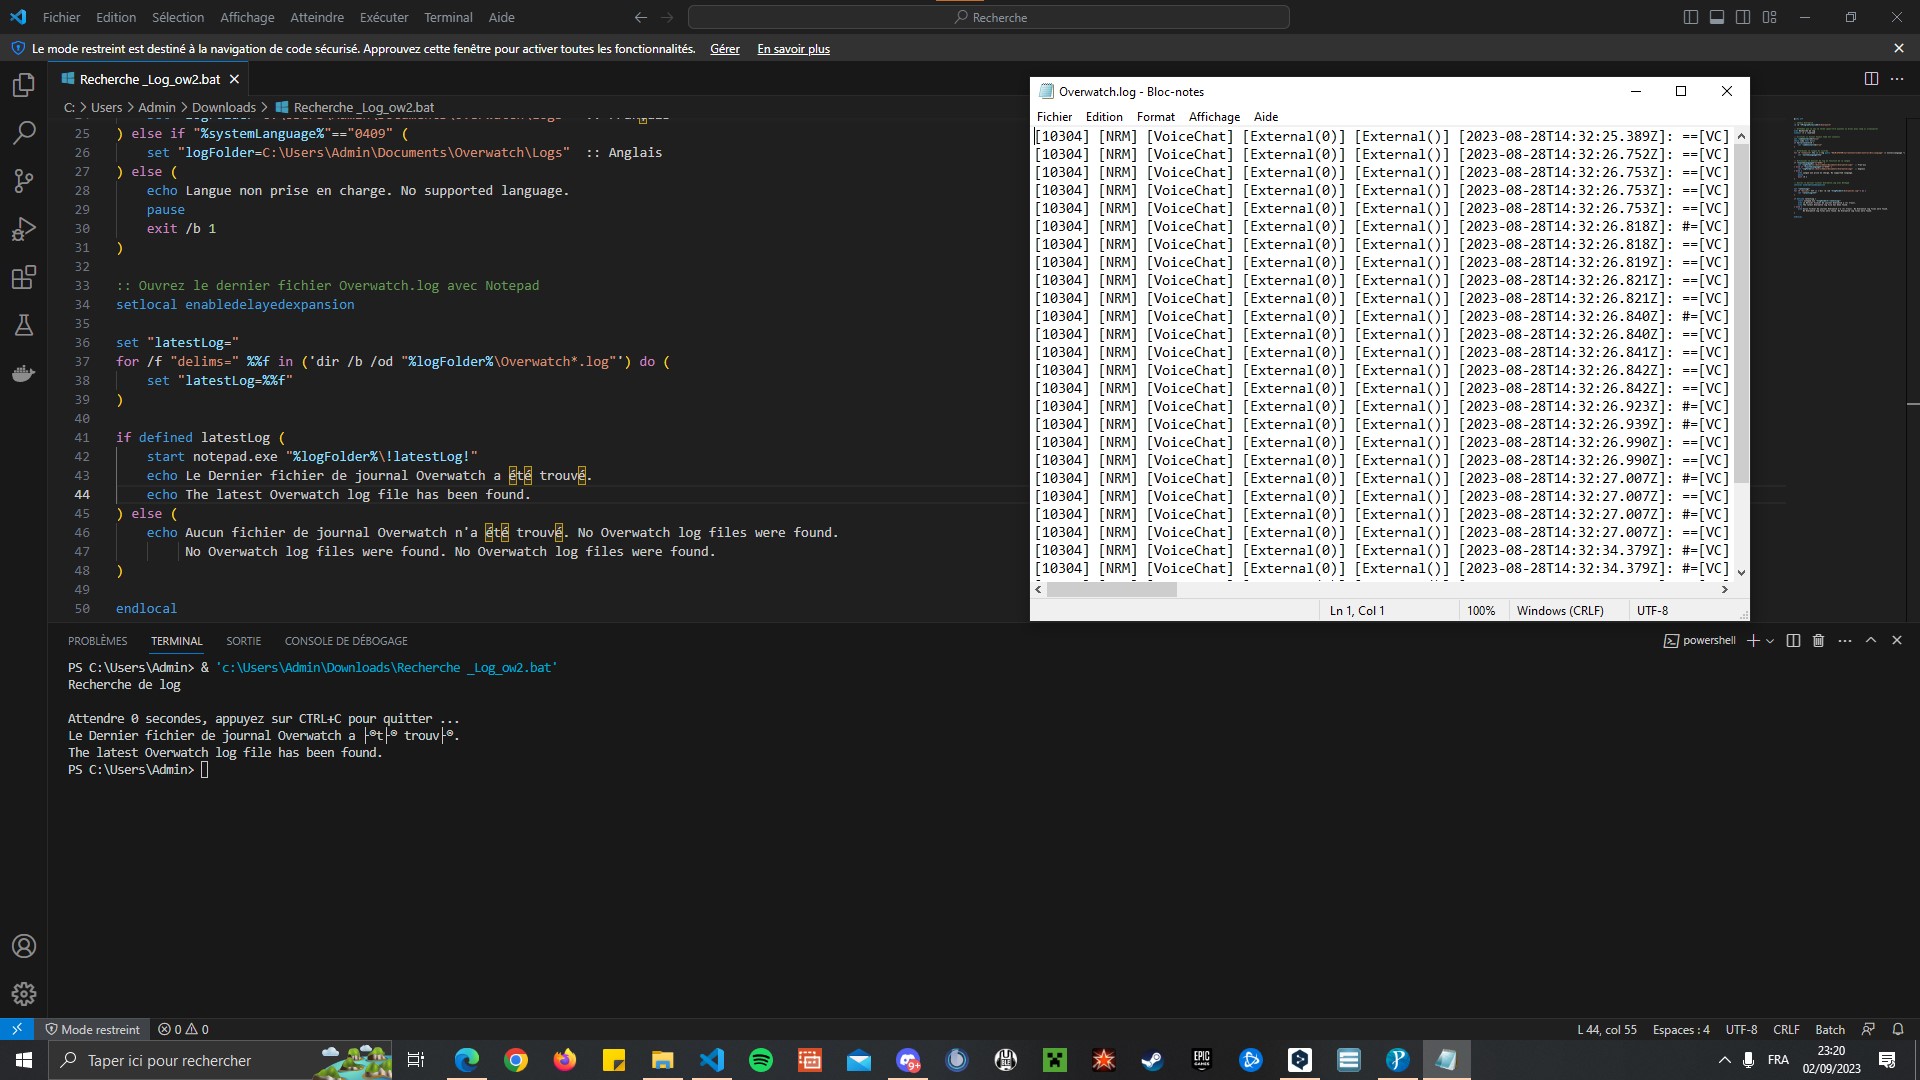 Fichier Edition Sélection Affichage Atteindre Exécuter Terminal Aide
Recherche
Le mode restreint est destiné à la navigation de code sécurisé. Approuvez cette fenêtre pour activer toutes les fonctionnalités. Gérer En savoir plus
Recherche _Log_ow2.bat
C: > Users > Admin > Downloads > Recherche _Log_ow2.bat
25 ) else if "%systemLanguage%"=="0409" (
26 set "logFolder=C:\Users\Admin\Documents\Overwatch\Logs" :: Anglais
27 ) else (
28 echo Langue non prise en charge. No supported language.
29 pause
30 exit /b 1
31 )
32
33 :: Ouvrez le dernier fichier Overwatch.log avec Notepad
34 setlocal enabledelayedexpansion
35
36 set "latestLog="
37 for /f "delims=" %%f in ('dir /b /od "%logFolder%\Overwatch*.log"') do (
38 set "latestLog=%%f"
39 )
40
41 if defined latestLog (
42 start notepad.exe "%logFolder%\!latestLog!"
43 echo Le Dernier fichier de journal Overwatch a été trouvé.
44 echo The latest Overwatch log file has been found.
45 ) else (
46 echo Aucun fichier de journal Overwatch n'a été trouvé. No Overwatch log files were found.
47 No Overwatch log files were found. No Overwatch log files were found.
48 )
49
50 endlocal
Overwatch.log - Bloc-notes
Fichier Edition Format Affichage Aide
[10304] [NRM] [VoiceChat] [External(0)] [External()] [2023-08-28T14:32:25.389Z]: ==[VC]
[10304] [NRM] [VoiceChat] [External(0)] [External()] [2023-08-28T14:32:26.752Z]: ==[VC]
[10304] [NRM] [VoiceChat] [External(0)] [External()] [2023-08-28T14:32:26.753Z]: ==[VC]
[10304] [NRM] [VoiceChat] [External(0)] [External()] [2023-08-28T14:32:26.753Z]: ==[VC]
[10304] [NRM] [VoiceChat] [External(0)] [External()] [2023-08-28T14:32:26.753Z]: ==[VC]
[10304] [NRM] [VoiceChat] [External(0)] [External()] [2023-08-28T14:32:26.818Z]: #=[VC]
[10304] [NRM] [VoiceChat] [External(0)] [External()] [2023-08-28T14:32:26.818Z]: ==[VC]
[10304] [NRM] [VoiceChat] [External(0)] [External()] [2023-08-28T14:32:26.819Z]: ==[VC]
[10304] [NRM] [VoiceChat] [External(0)] [External()] [2023-08-28T14:32:26.821Z]: ==[VC]
[10304] [NRM] [VoiceChat] [External(0)] [External()] [2023-08-28T14:32:26.821Z]: ==[VC]
[10304] [NRM] [VoiceChat] [External(0)] [External()] [2023-08-28T14:32:26.840Z]: #=[VC]
[10304] [NRM] [VoiceChat] [External(0)] [External()] [2023-08-28T14:32:26.840Z]: ==[VC]
[10304] [NRM] [VoiceChat] [External(0)] [External()] [2023-08-28T14:32:26.841Z]: ==[VC]
[10304] [NRM] [VoiceChat] [External(0)] [External()] [2023-08-28T14:32:26.842Z]: ==[VC]
[10304] [NRM] [VoiceChat] [External(0)] [External()] [2023-08-28T14:32:26.842Z]: ==[VC]
[10304] [NRM] [VoiceChat] [External(0)] [External()] [2023-08-28T14:32:26.923Z]: #=[VC]
[10304] [NRM] [VoiceChat] [External(0)] [External()] [2023-08-28T14:32:26.939Z]: #=[VC]
[10304] [NRM] [VoiceChat] [External(0)] [External()] [2023-08-28T14:32:26.990Z]: ==[VC]
[10304] [NRM] [VoiceChat] [External(0)] [External()] [2023-08-28T14:32:26.990Z]: ==[VC]
[10304] [NRM] [VoiceChat] [External(0)] [External()] [2023-08-28T14:32:27.007Z]: #=[VC]
[10304] [NRM] [VoiceChat] [External(0)] [External()] [2023-08-28T14:32:27.007Z]: ==[VC]
[10304] [NRM] [VoiceChat] [External(0)] [External()] [2023-08-28T14:32:27.007Z]: #=[VC]
[10304] [NRM] [VoiceChat] [External(0)] [External()] [2023-08-28T14:32:27.007Z]: ==[VC]
[10304] [NRM] [VoiceChat] [External(0)] [External()] [2023-08-28T14:32:34.379Z]: #=[VC]
[10304] [NRM] [VoiceChat] [External(0)] [External()] [2023-08-28T14:32:34.379Z]: #=[VC]
Ln 1, Col 1 100% Windows (CRLF) UTF-8
PROBLÈMES TERMINAL SORTIE CONSOLE DE DÉBOGAGE
powershell
PS C:\Users\Admin> & 'c:\Users\Admin\Downloads\Recherche _Log_ow2.bat'
Recherche de log
Attendre 0 secondes, appuyez sur CTRL+C pour quitter ...
Le Dernier fichier de journal Overwatch a ├®t├® trouv├®.
The latest Overwatch log file has been found.
PS C:\Users\Admin>
Mode restreint 0 0
L 44, col 55 Espaces : 4 UTF-8 CRLF Batch
Taper ici pour rechercher
9+
EPIC GAMES
FRA
23:20
02/09/2023